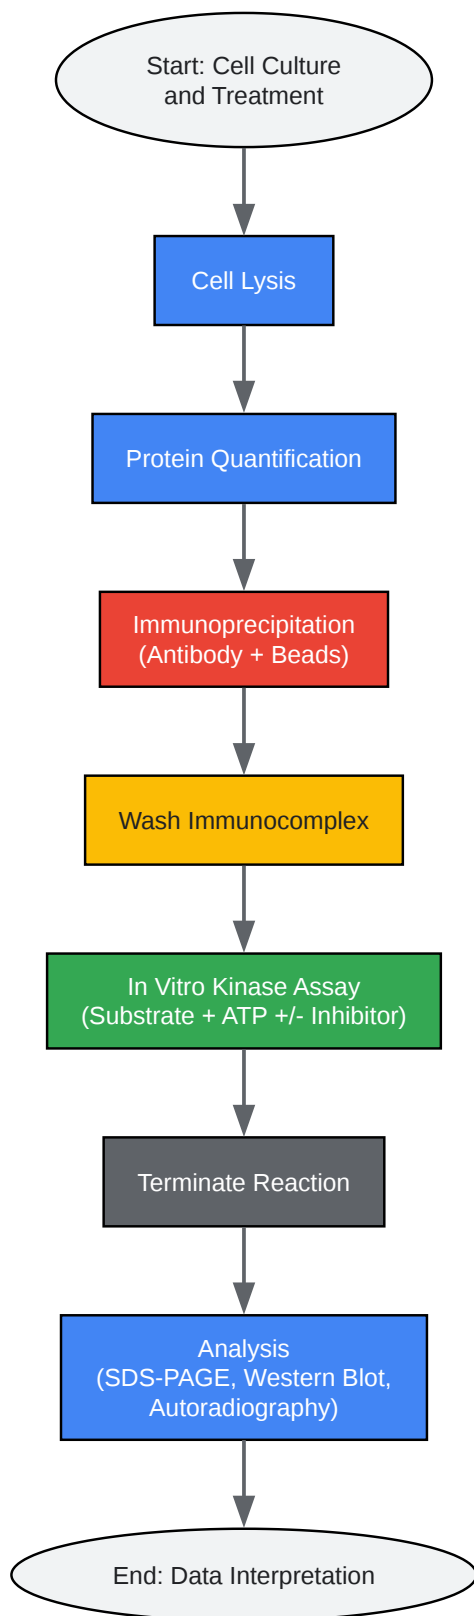 Start: Cell Culture
and Treatment
Cell Lysis
Protein Quantification
Immunoprecipitation
(Antibody + Beads)
Wash Immunocomplex
In Vitro Kinase Assay
(Substrate + ATP +/- Inhibitor)
Terminate Reaction
Analysis
(SDS-PAGE, Western Blot,
Autoradiography)
End: Data Interpretation